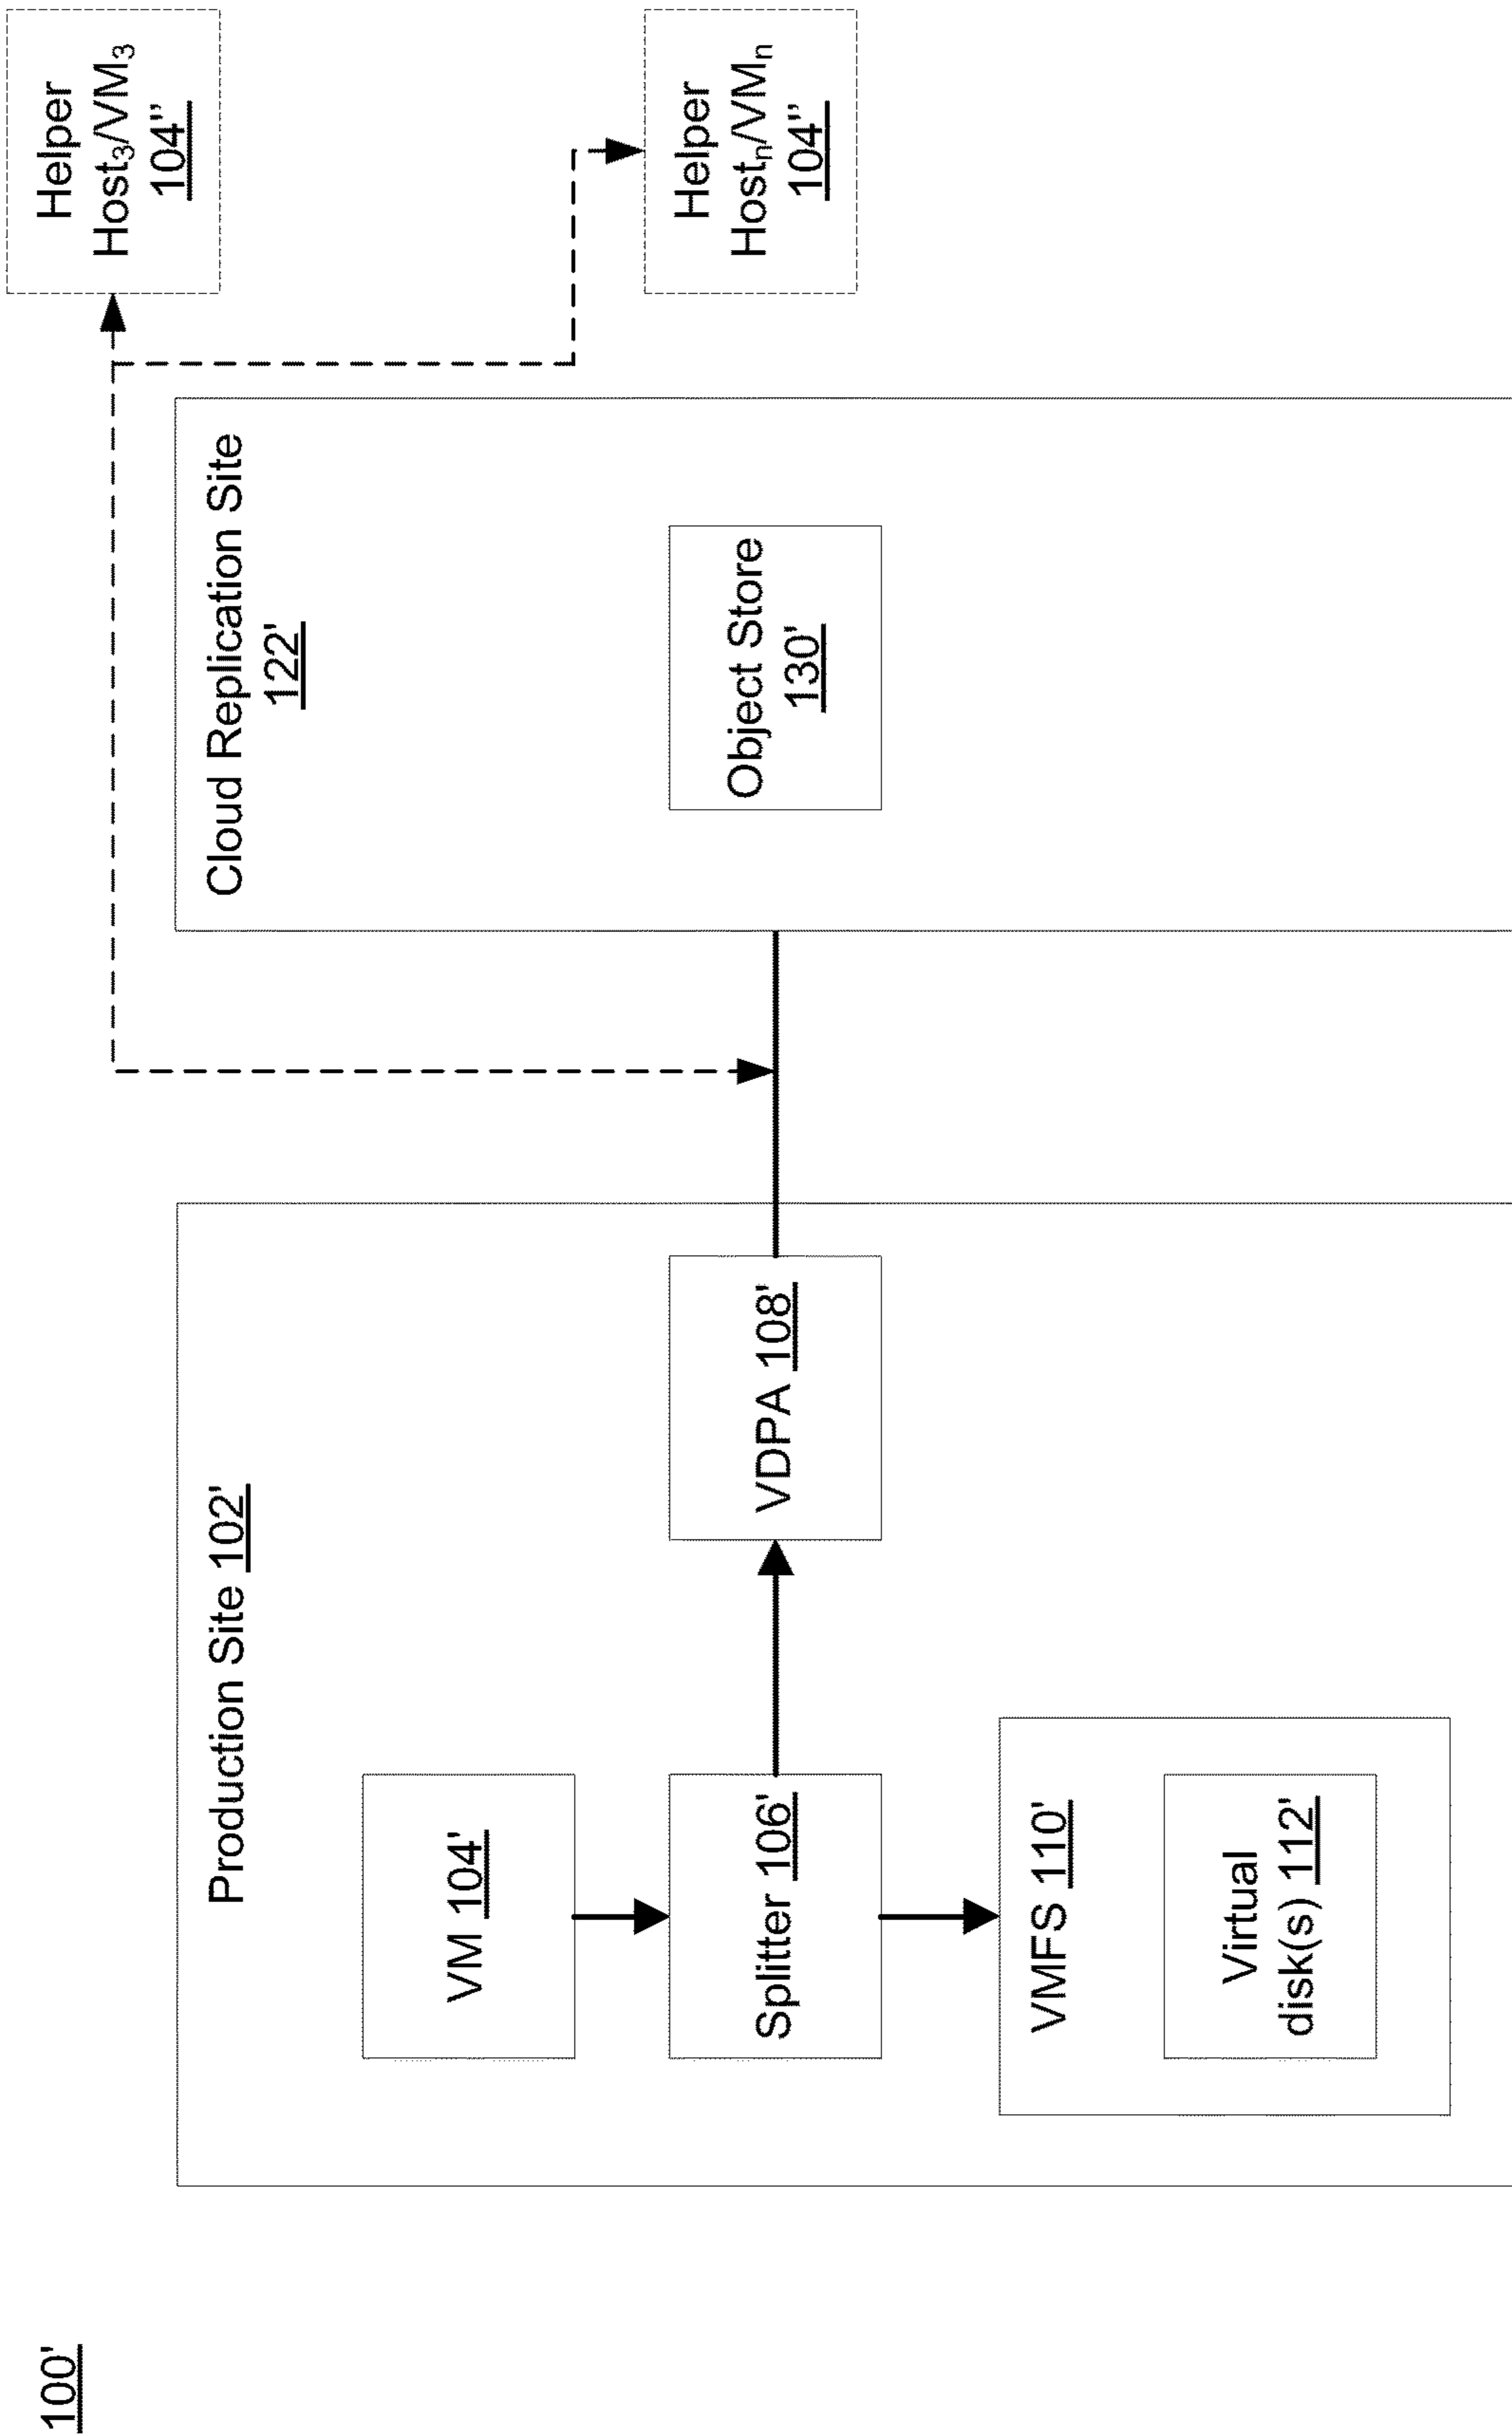 100'
Production Site 102'
VM 104'
Splitter 106'
VDPA 108'
VMFS 110'
Virtual
disk(s) 112'
Cloud Replication Site
122'
Object Store
130'
Helper
Host₃/VM₃
104''
Helper
Hostₙ/VMₙ
104''